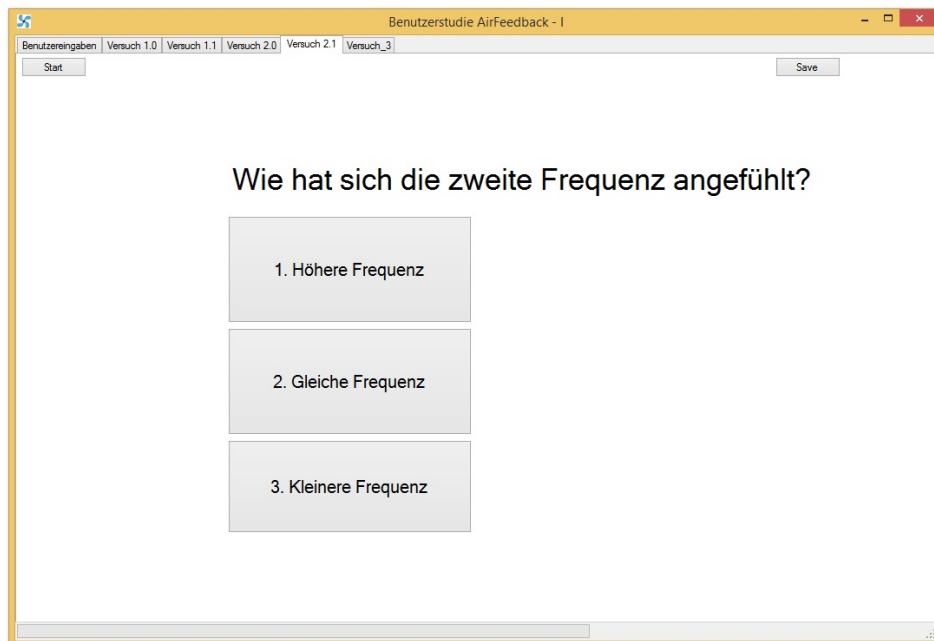 Benutzerstudie AirFeedback - I
Benutzereingaben Versuch 1.0 Versuch 1.1 Versuch 2.0 Versuch 2.1 Versuch_3
Start Save
Wie hat sich die zweite Frequenz angefühlt?
1. Höhere Frequenz
2. Gleiche Frequenz
3. Kleinere Frequenz